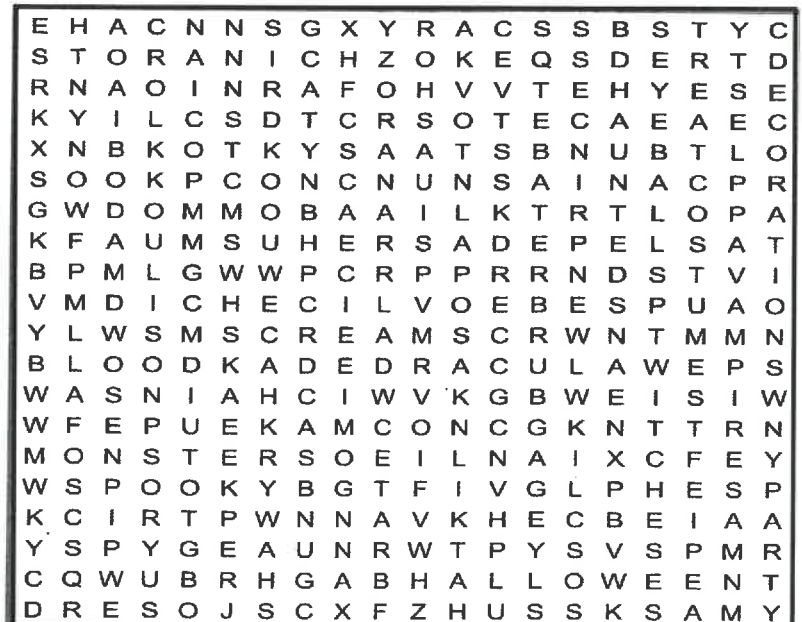 E H A C N N S G X Y R A C S S B S T Y C
S T O R A N I C H Z O K E Q S D E R T D
R N A O I N R A F O H V V T E H Y E S E
K Y I L C S D T C R S O T E C A E A E C
X N B K O T K Y S A A T S B N U B T L O
S O O K P C O N C N U N S A I N A C P R
G W D O M M O B A A I L K T R T L O P A
K F A U M S U H E R S A D E P E L S A T
B P M L G W W P C R P P R R N D S T V I
V M D I C H E C I L V O E B E S P U A O
Y L W S M S C R E A M S C R W N T M M N
B L O O D K A D E D R A C U L A W E P S
W A S N I A H C I W V K G B W E I S I W
W F E P U E K A M C O N C G K N T T R N
M O N S T E R S O E I L N A I X C F E Y
W S P O O K Y B G T F I V G L P H E S P
K C I R T P W N N A V K H E C B E I A A
Y S P Y G E A U N R W T P Y S V S P M R
C Q W U B R H G A B H A L L O W E E N T
D R E S O J S C X F Z H U S S K S A M Y